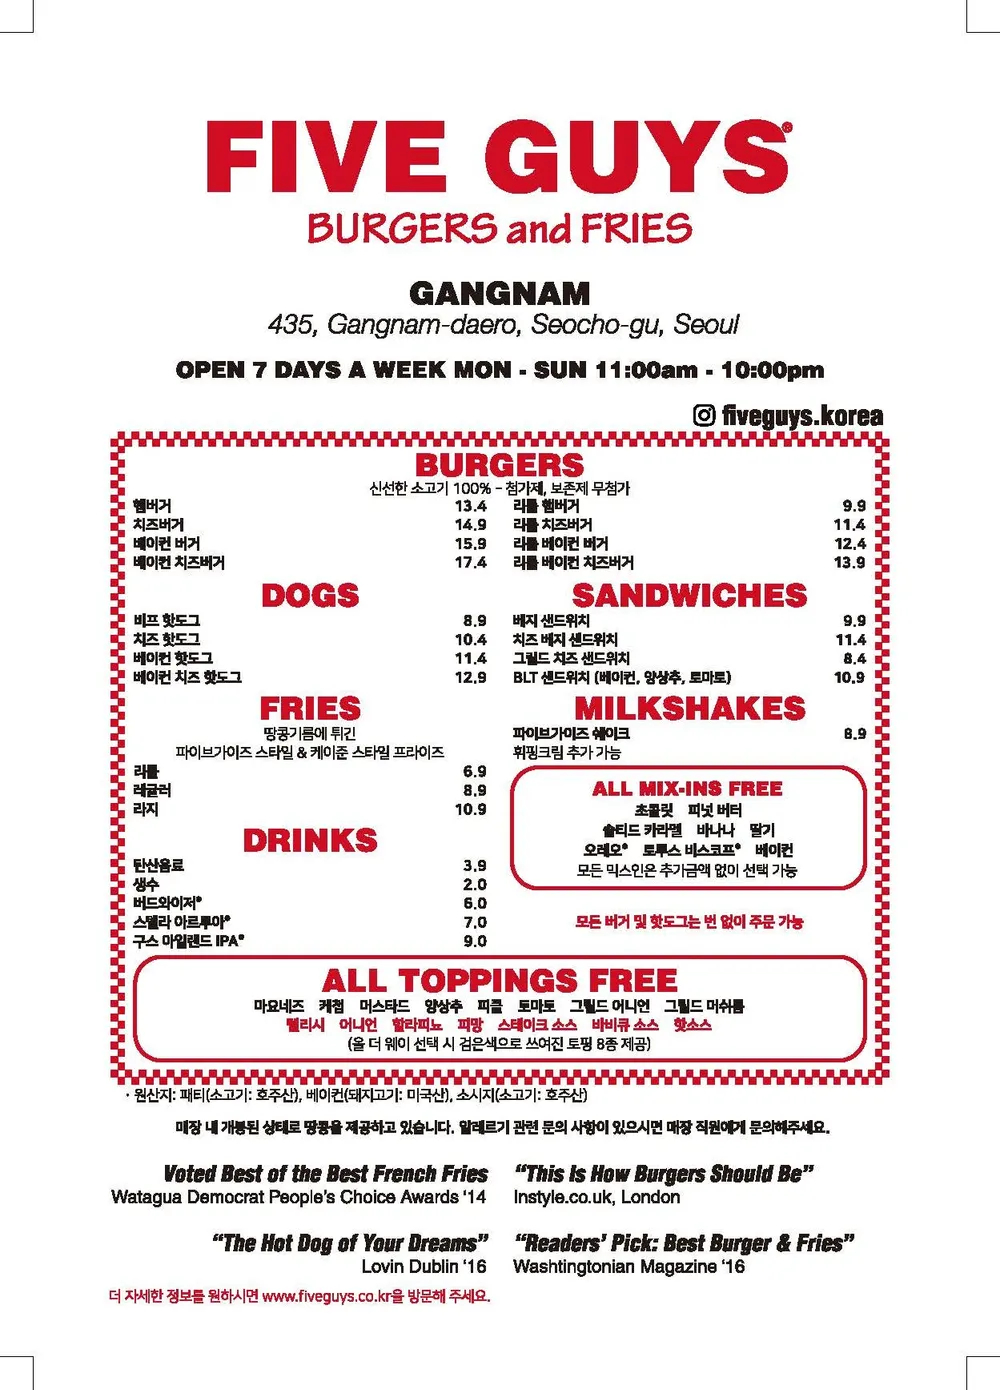 FIVE GUYS®
BURGERS and FRIES
GANGNAM
435, Gangnam-daero, Seocho-gu, Seoul
OPEN 7 DAYS A WEEK MON - SUN 11:00am - 10:00pm
fiveguys.korea
BURGERS
신선한 소고기 100% - 첨가제, 보존제 무첨가
햄버거 13.4
치즈버거 14.9
베이컨 버거 15.9
베이컨 치즈버거 17.4
리틀 햄버거 9.9
리틀 치즈버거 11.4
리틀 베이컨 버거 12.4
리틀 베이컨 치즈버거 13.9
DOGS
비프 핫도그 8.9
치즈 핫도그 10.4
베이컨 핫도그 11.4
베이컨 치즈 핫도그 12.9
SANDWICHES
베지 샌드위치 9.9
치즈 베지 샌드위치 11.4
그릴드 치즈 샌드위치 8.4
BLT 샌드위치 (베이컨, 양상추, 토마토) 10.9
FRIES
땅콩기름에 튀긴
파이브가이즈 스타일 & 케이준 스타일 프라이즈
리틀 6.9
레귤러 8.9
라지 10.9
MILKSHAKES
파이브가이즈 쉐이크 8.9
휘핑크림 추가 가능
ALL MIX-INS FREE
초콜릿 피넛 버터
솔티드 카라멜 바나나 딸기
오레오® 로투스 비스코프® 베이컨
모든 믹스인은 추가금액 없이 선택 가능
DRINKS
탄산음료 3.9
생수 2.0
버드와이저® 6.0
스텔라 아르투아® 7.0
구스 아일랜드 IPA® 9.0
모든 버거 및 핫도그는 번 없이 주문 가능
ALL TOPPINGS FREE
마요네즈 케첩 머스타드 양상추 피클 토마토 그릴드 어니언 그릴드 머쉬룸
렐리시 어니언 할라피뇨 피망 스테이크 소스 바비큐 소스 핫소스
(올 더 웨이 선택 시 검은색으로 쓰여진 토핑 8종 제공)
· 원산지: 패티(소고기: 호주산), 베이컨(돼지고기: 미국산), 소시지(소고기: 호주산)
매장 내 개봉된 상태로 땅콩을 제공하고 있습니다. 알레르기 관련 문의 사항이 있으시면 매장 직원에게 문의해주세요.
Voted Best of the Best French Fries
Watagua Democrat People's Choice Awards '14
"This Is How Burgers Should Be"
Instyle.co.uk, London
"The Hot Dog of Your Dreams"
Lovin Dublin '16
"Readers' Pick: Best Burger & Fries"
Washtingtonian Magazine '16
더 자세한 정보를 원하시면 www.fiveguys.co.kr을 방문해 주세요.